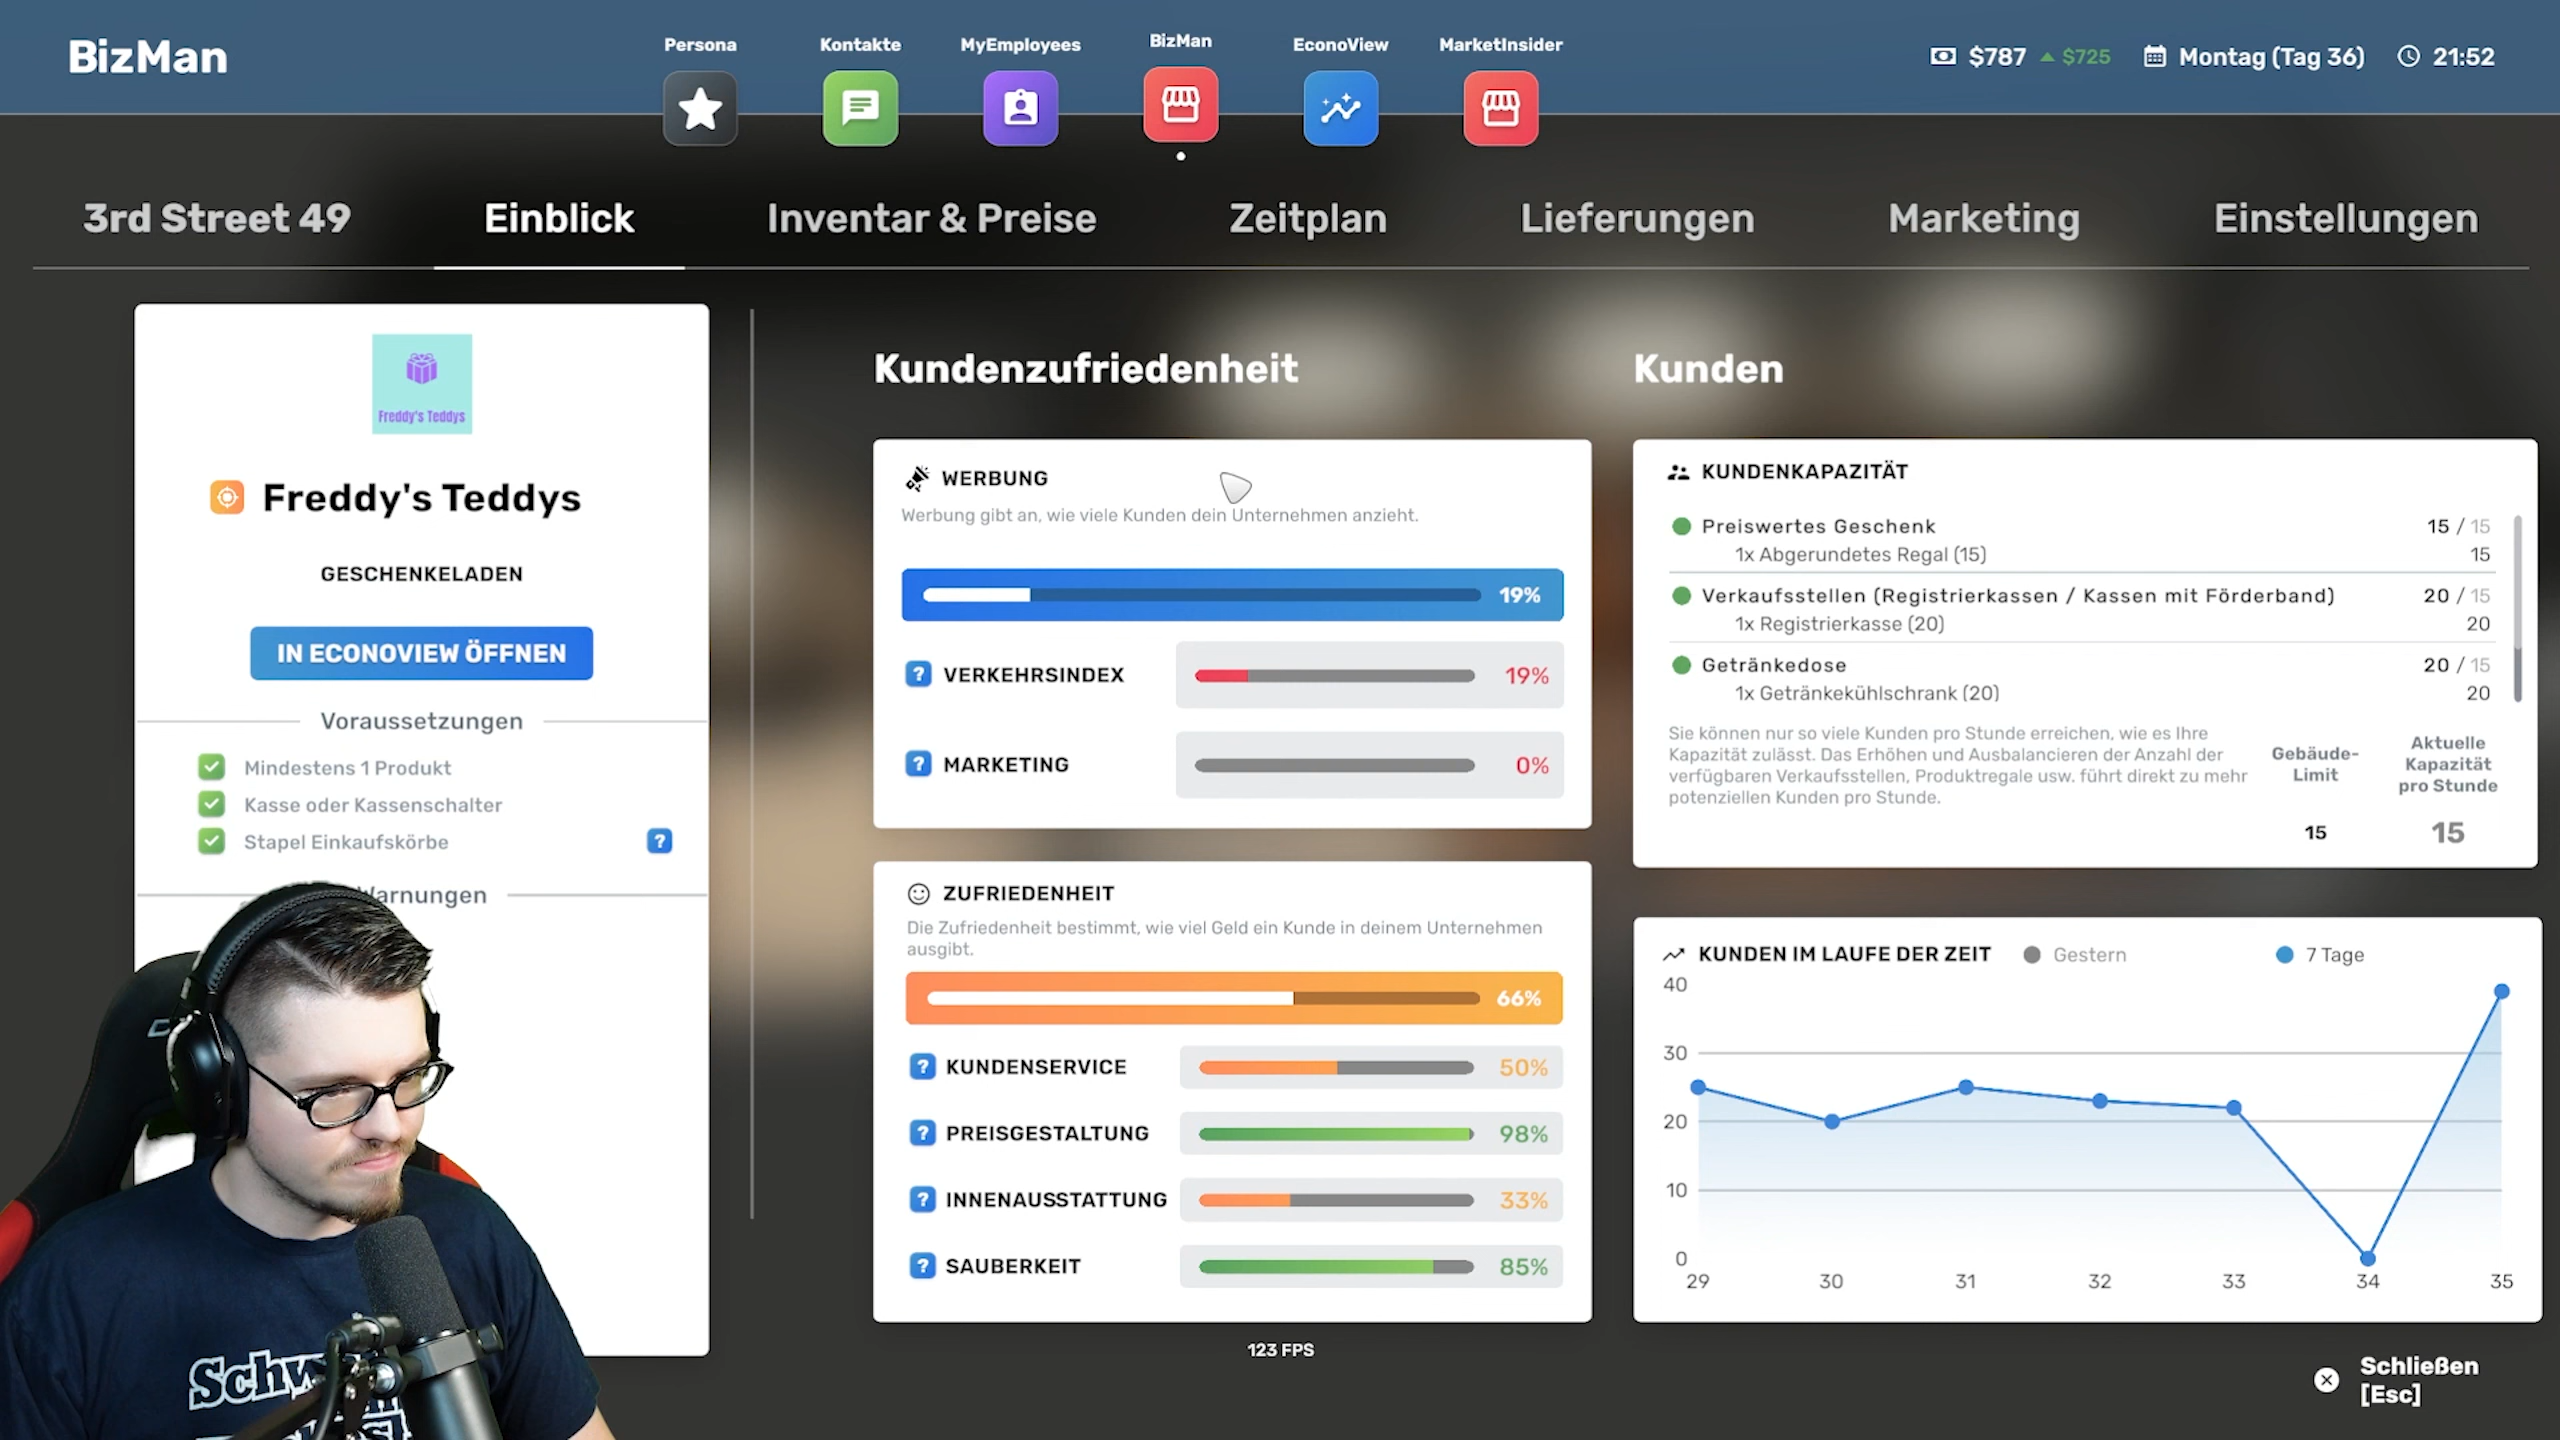 BizMan
Persona
Kontakte
MyEmployees
BizMan
EconoView
MarketInsider
$787
$725
Montag (Tag 36)
21:52
3rd Street 49
Einblick
Inventar & Preise
Zeitplan
Lieferungen
Marketing
Einstellungen
Freddy's Teddys
Freddy's Teddys
GESCHENKELADEN
IN ECONOVIEW ÖFFNEN
Voraussetzungen
Mindestens 1 Produkt
Kasse oder Kassenschalter
Stapel Einkaufskörbe
?
Kundenzufriedenheit
WERBUNG
Werbung gibt an, wie viele Kunden dein Unternehmen anzieht.
19%
? VERKEHRSINDEX 19%
? MARKETING 0%
ZUFRIEDENHEIT
Die Zufriedenheit bestimmt, wie viel Geld ein Kunde in deinem Unternehmen
ausgibt.
66%
? KUNDENSERVICE 50%
? PREISGESTALTUNG 98%
? INNENAUSSTATTUNG 33%
? SAUBERKEIT 85%
Kunden
KUNDENKAPAZITÄT
Preiswertes Geschenk 15 / 15
1x Abgerundetes Regal (15) 15
Verkaufsstellen (Registrierkassen / Kassen mit Förderband) 20 / 15
1x Registrierkasse (20) 20
Getränkedose 20 / 15
1x Getränkekühlschrank (20) 20
Sie können nur so viele Kunden pro Stunde erreichen, wie es Ihre
Kapazität zulässt. Das Erhöhen und Ausbalancieren der Anzahl der
verfügbaren Verkaufsstellen, Produktregale usw. führt direkt zu mehr
potenziellen Kunden pro Stunde.
Gebäude-
Limit
15
Aktuelle
Kapazität
pro Stunde
15
KUNDEN IM LAUFE DER ZEIT
Gestern
7 Tage
40
30
20
10
0
29 30 31 32 33 34 35
123 FPS
Schließen
[Esc]